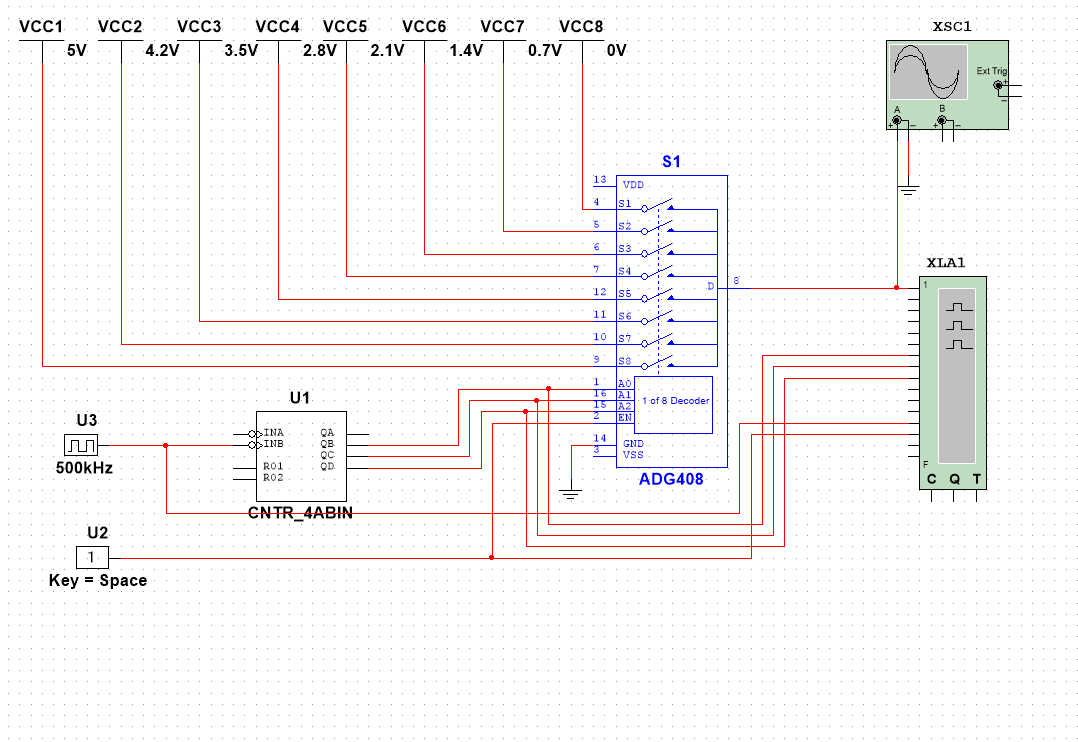 VCC1 VCC2 VCC3 VCC4 VCC5 VCC6 VCC7 VCC8
5V 4.2V 3.5V 2.8V 2.1V 1.4V 0.7V 0V
XSC1
Ext Trig
+
−
A B
+ − + −
S1
13 VDD
4 S1
5 S2
6 S3
7 S4
12 S5
11 S6
10 S7
9 S8
D 8
1 A0
16 A1
15 A2
2 EN
1 of 8 Decoder
14 GND
3 VSS
ADG408
XLA1
1
F
C Q T
U1
INA QA
INB QB
QC
R01 QD
R02
CNTR_4ABIN
U3
500kHz
U2
1
Key = Space